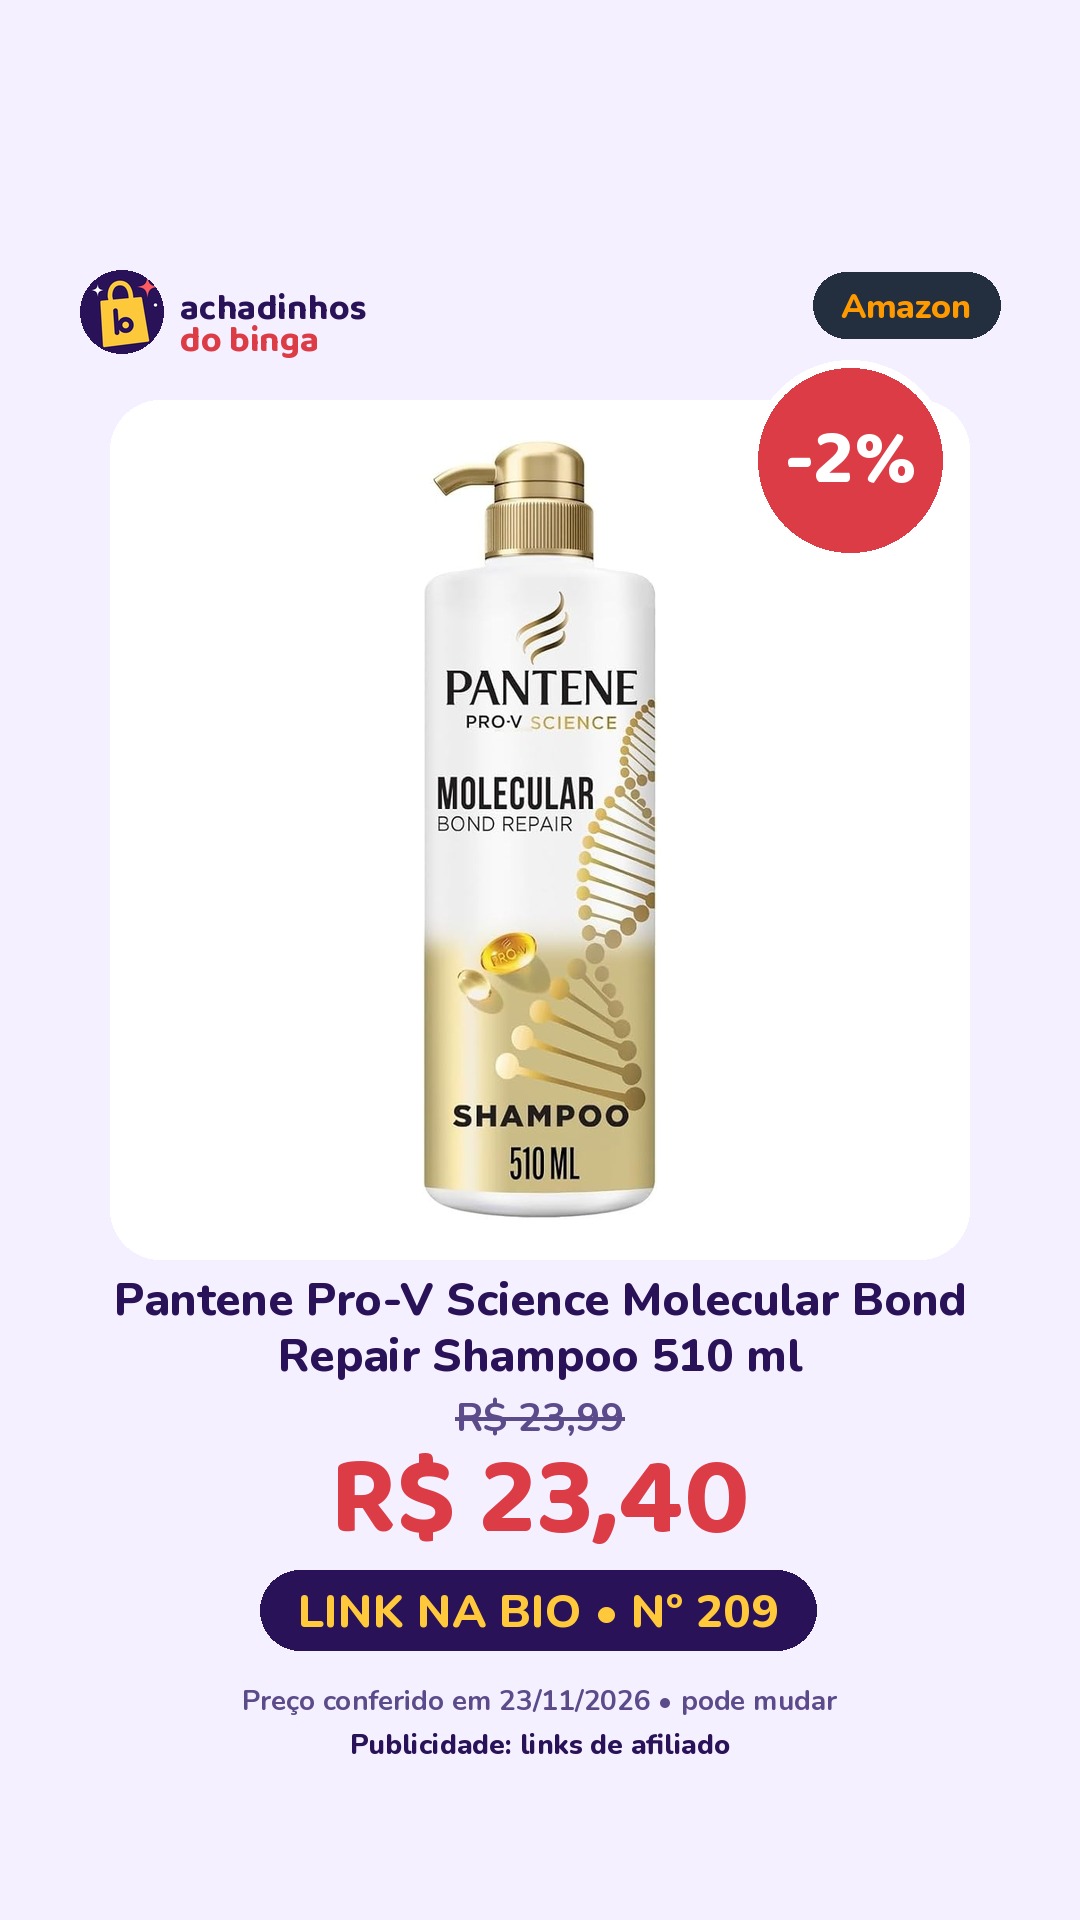 achadinhos
do binga
Amazon
-2%
PANTENE
PRO-V SCIENCE
MOLECULAR
BOND REPAIR
PRO-V
SHAMPOO
510 ML
Pantene Pro-V Science Molecular Bond
Repair Shampoo 510 ml
R$ 23,99
R$ 23,40
LINK NA BIO • Nº 209
Preço conferido em 23/11/2026 • pode mudar
Publicidade: links de afiliado